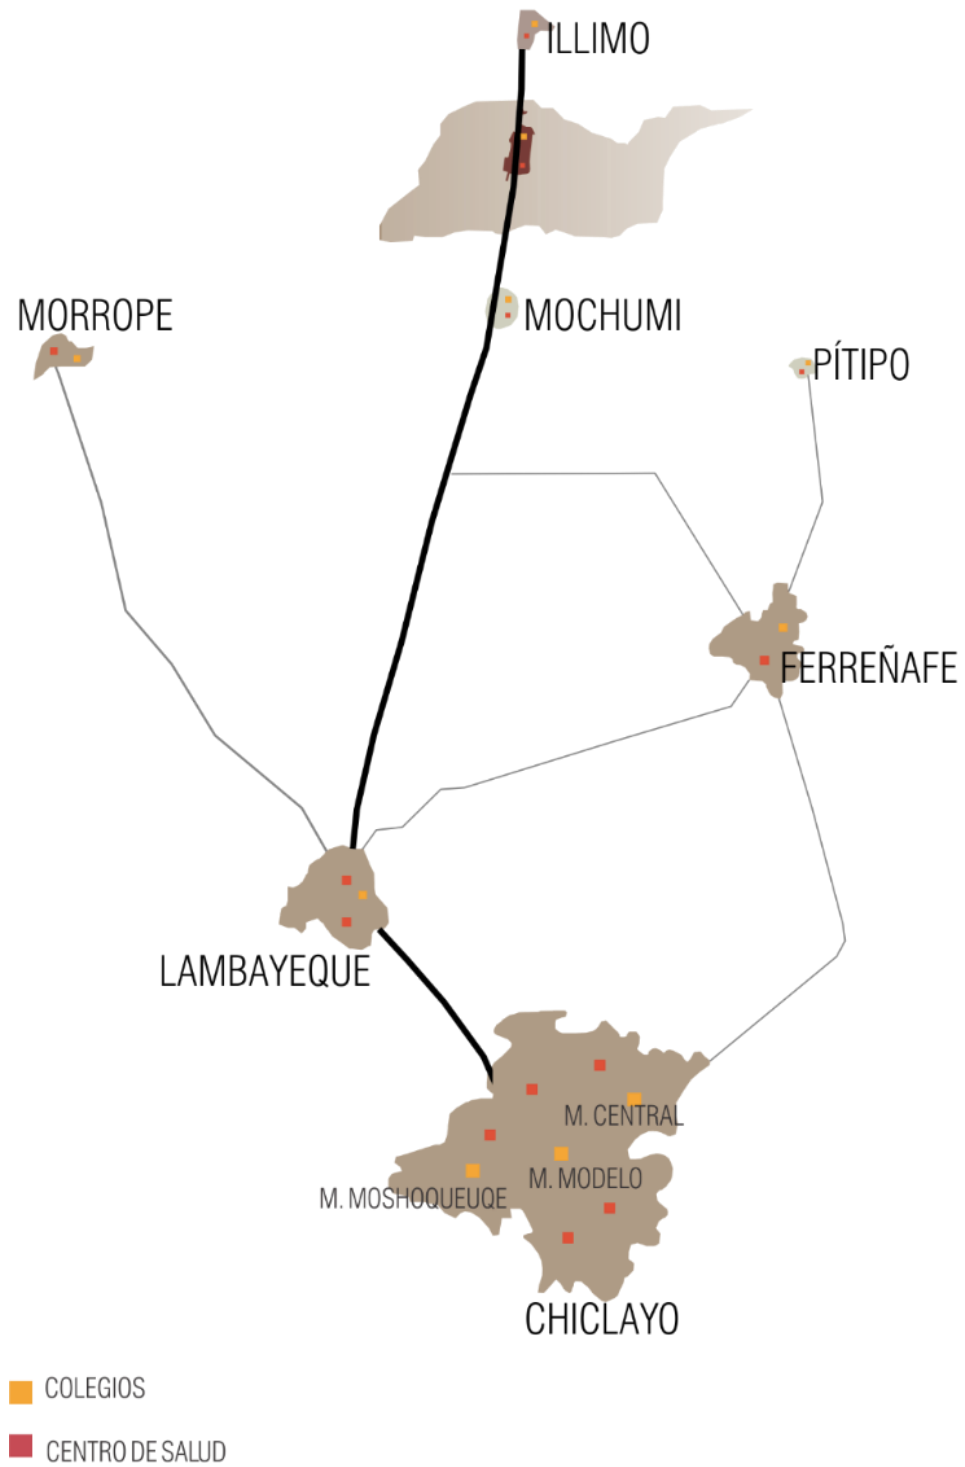 ILLIMO
MORROPE
MOCHUMI
PÍTIPO
FERREÑAFE
LAMBAYEQUE
M. CENTRAL
M. MODELO
M. MOSHOQUEUQE
CHICLAYO
COLEGIOS
CENTRO DE SALUD